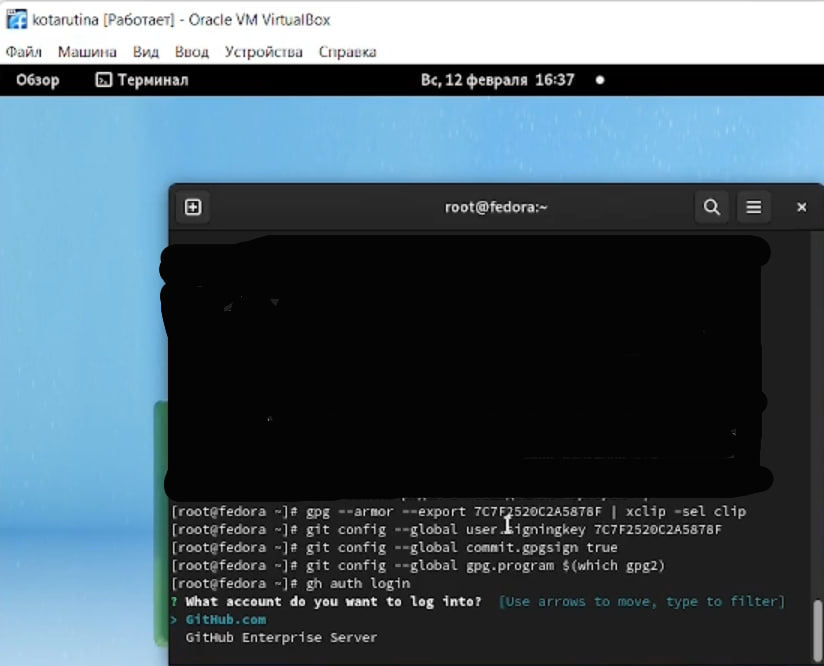 kotarutina [Работает] - Oracle VM VirtualBox
Файл Машина Вид Ввод Устройства Справка
Обзор Терминал Вс, 12 февраля 16:37
root@fedora:~
[root@fedora ~]# gpg --armor --export 7C7F2520C2A5878F | xclip -sel clip
[root@fedora ~]# git config --global user.signingkey 7C7F2520C2A5878F
[root@fedora ~]# git config --global commit.gpgsign true
[root@fedora ~]# git config --global gpg.program $(which gpg2)
[root@fedora ~]# gh auth login
? What account do you want to log into? [Use arrows to move, type to filter]
> GitHub.com
GitHub Enterprise Server